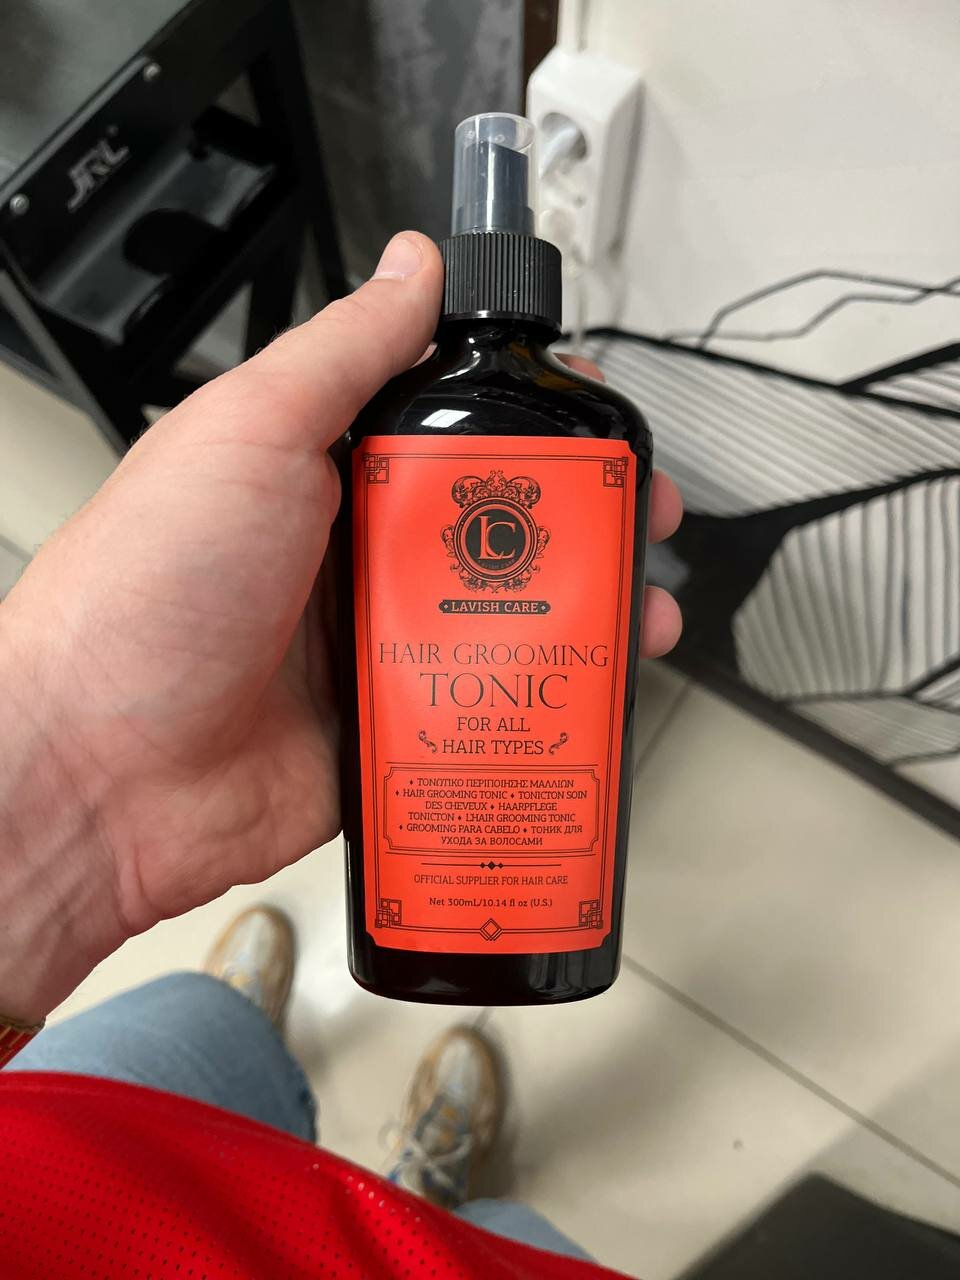 JRL
LC
LAVISH CARE
HAIR GROOMING
TONIC
FOR ALL
HAIR TYPES
♦ ΤΟΝΩΤΙΚΟ ΠΕΡΙΠΟΙΗΣΗΣ ΜΑΛΛΙΩΝ
♦ HAIR GROOMING TONIC ♦ TONICTON SOIN
DES CHEVEUX ♦ HAARPFLEGE
TONICTON ♦ L'HAIR GROOMING TONIC
♦ GROOMING PARA CABELO ♦ ТОНИК ДЛЯ
УХОДА ЗА ВОЛОСАМИ
OFFICIAL SUPPLIER FOR HAIR CARE
Net 300mL/10.14 fl oz (U.S.)